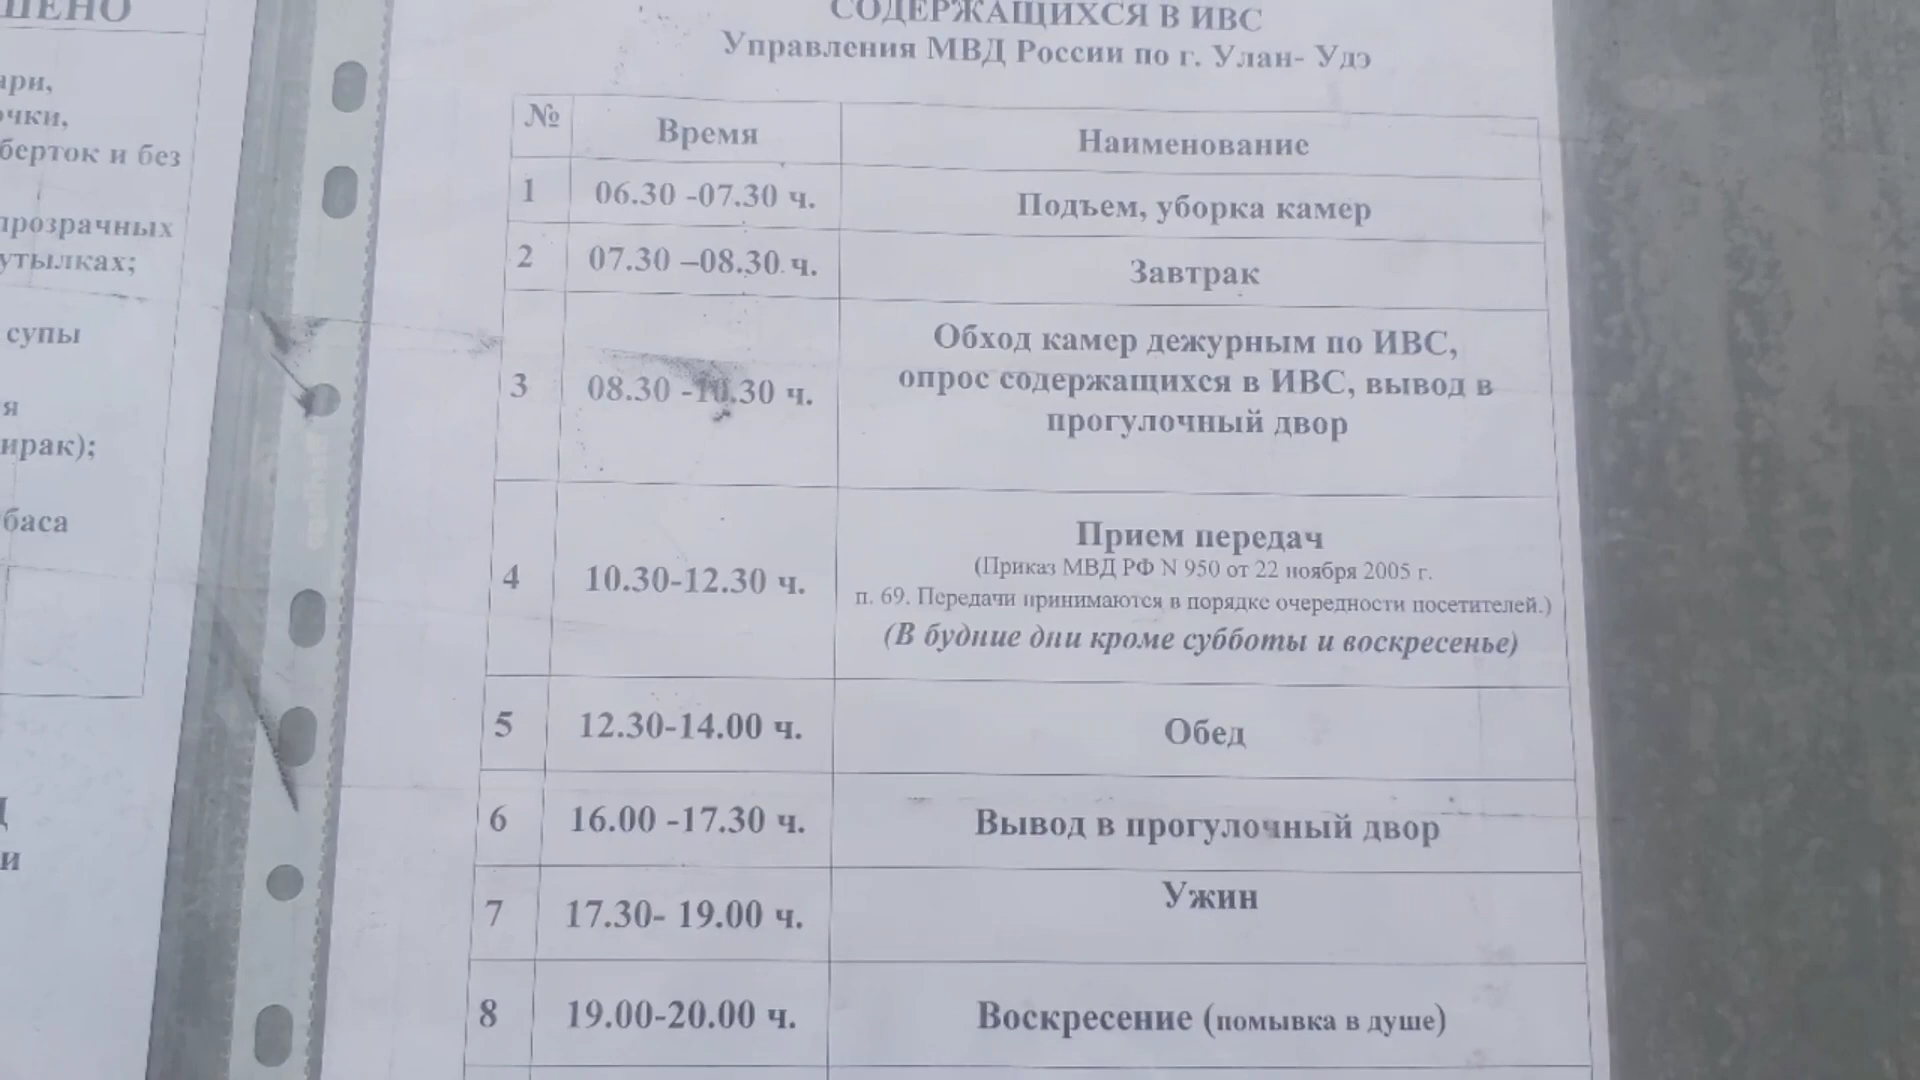 ШЕНО
ари,
очки,
берток и без
прозрачных
утылках;
супы
я
ирак);
баса
и
СОДЕРЖАЩИХСЯ В ИВС
Управления МВД России по г. Улан- Удэ
№ Время Наименование
1 06.30 -07.30 ч. Подъем, уборка камер
2 07.30 –08.30 ч. Завтрак
3 08.30 -10.30 ч. Обход камер дежурным по ИВС,
опрос содержащихся в ИВС, вывод в
прогулочный двор
4 10.30-12.30 ч. Прием передач
(Приказ МВД РФ N 950 от 22 ноября 2005 г.
п. 69. Передачи принимаются в порядке очередности посетителей.)
(В будние дни кроме субботы и воскресенье)
5 12.30-14.00 ч. Обед
6 16.00 -17.30 ч. Вывод в прогулочный двор
7 17.30- 19.00 ч. Ужин
8 19.00-20.00 ч. Воскресение (помывка в душе)